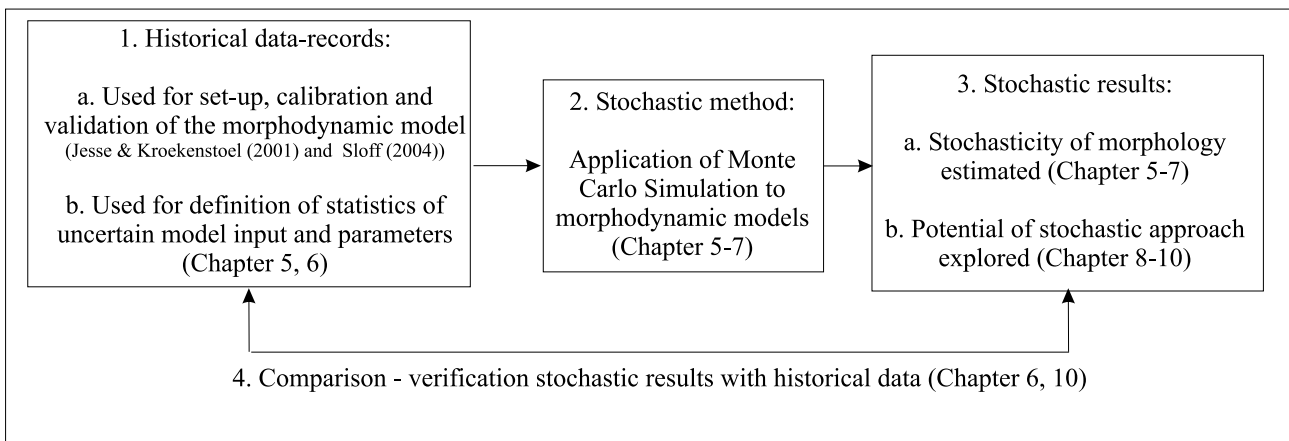 1. Historical data-records:
a. Used for set-up, calibration and
validation of the morphodynamic model
(Jesse & Kroekenstoel (2001) and Sloff (2004))
b. Used for definition of statistics of
uncertain model input and parameters
(Chapter 5, 6)
2. Stochastic method:
Application of Monte
Carlo Simulation to
morphodynamic models
(Chapter 5-7)
3. Stochastic results:
a. Stochasticity of morphology
estimated (Chapter 5-7)
b. Potential of stochastic approach
explored (Chapter 8-10)
4. Comparison - verification stochastic results with historical data (Chapter 6, 10)